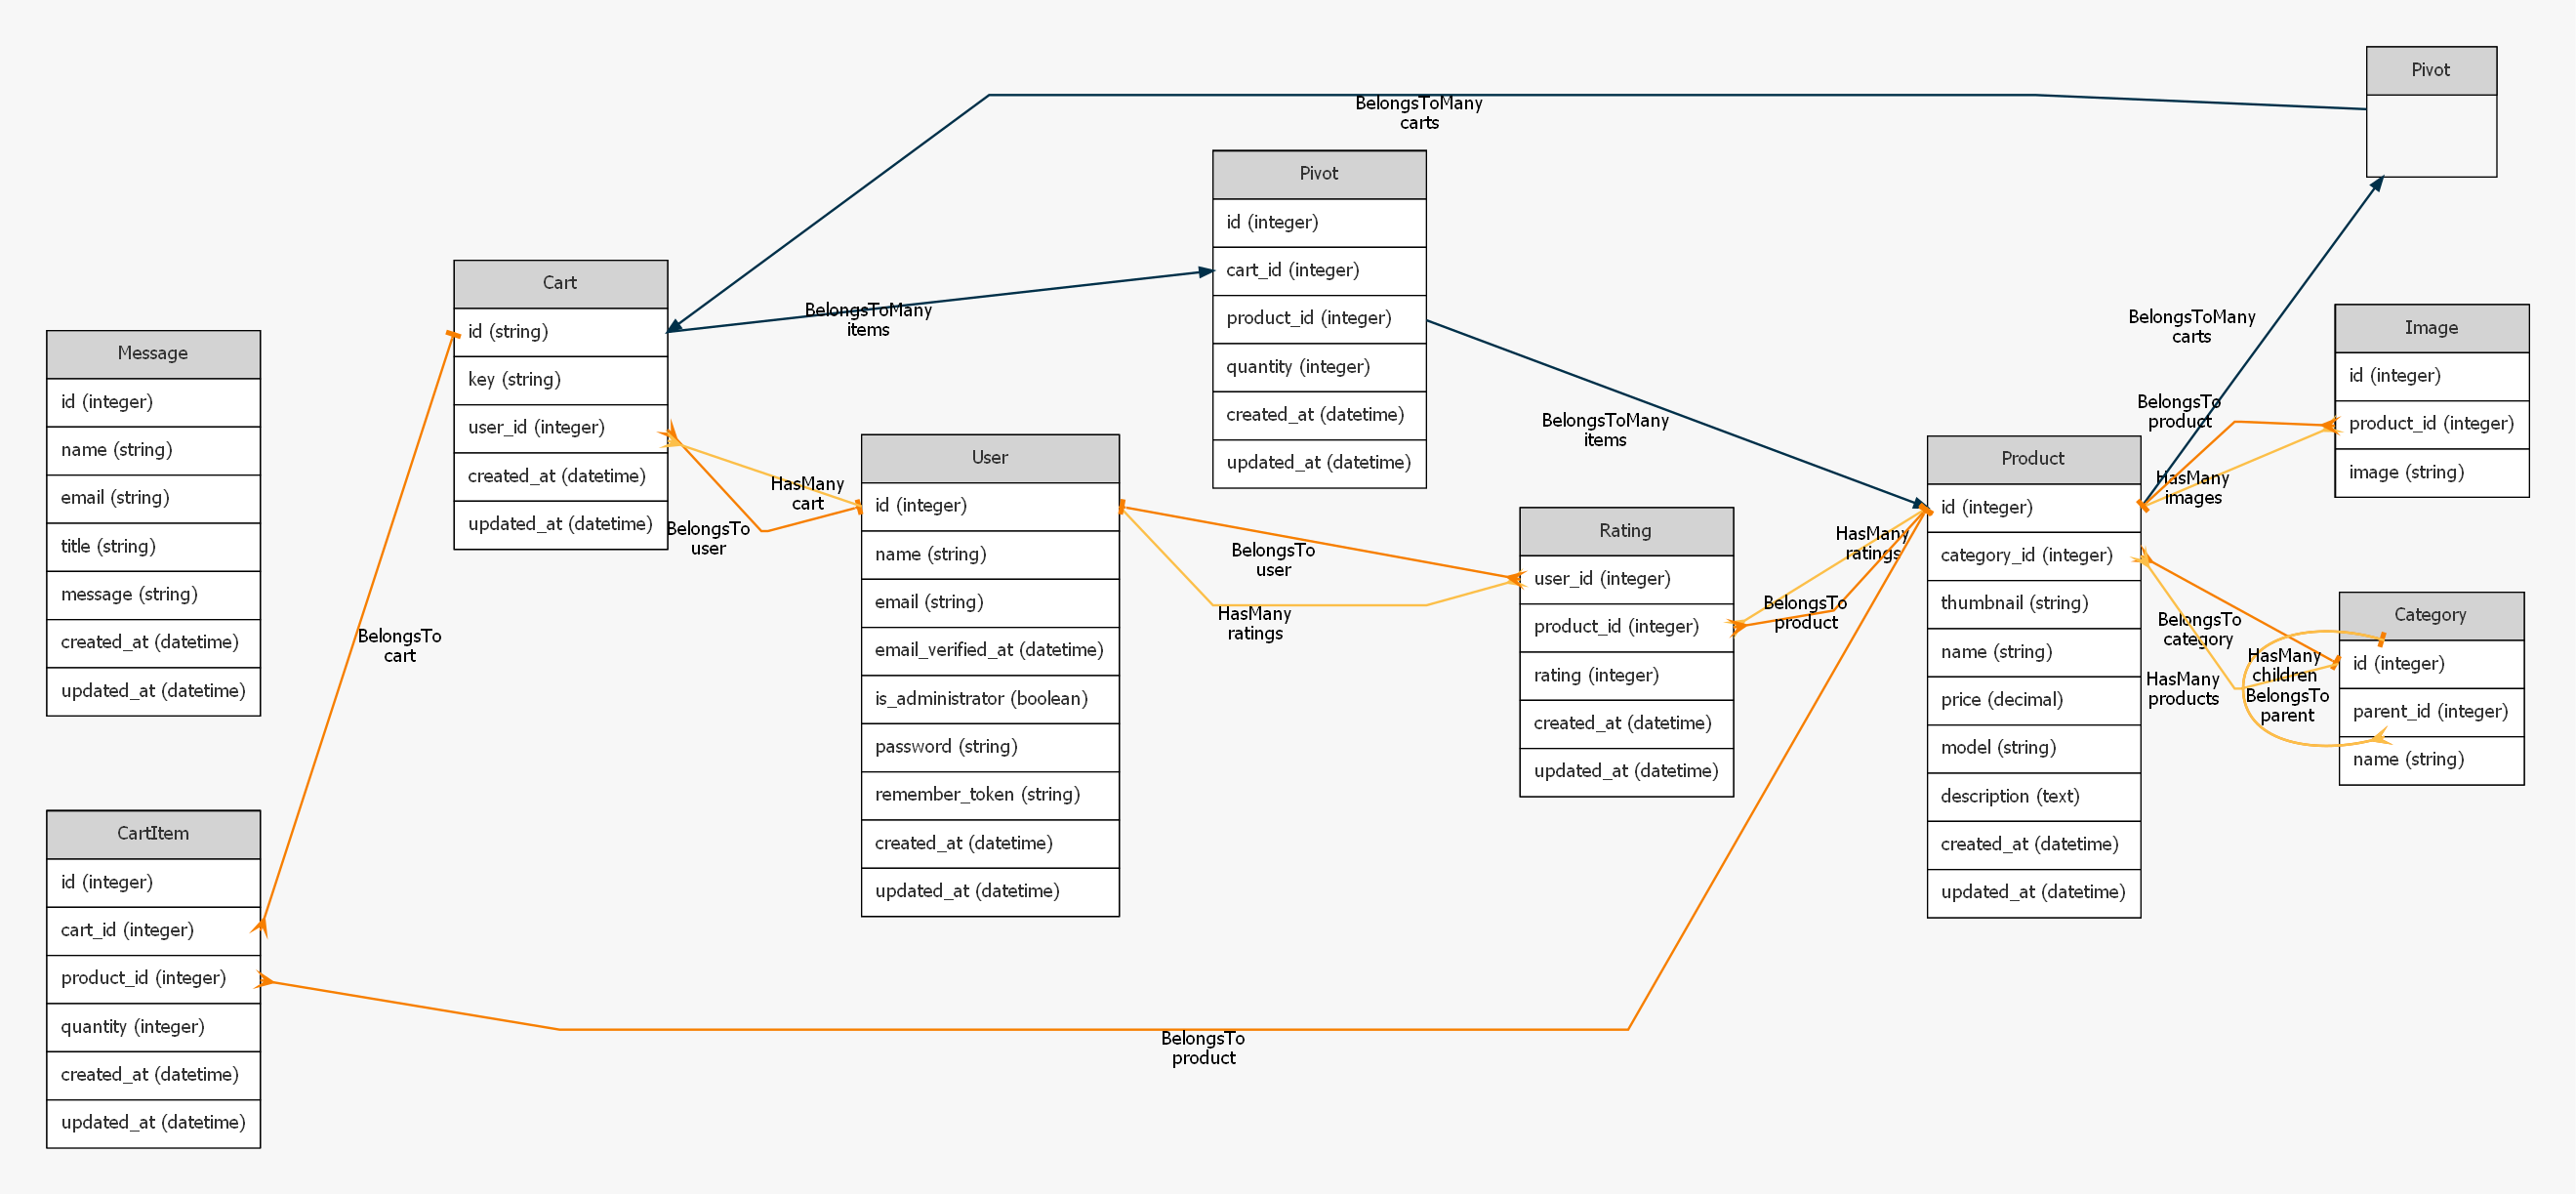 Pivot
BelongsToMany
carts
Pivot
id (integer)
cart_id (integer)
product_id (integer)
quantity (integer)
created_at (datetime)
updated_at (datetime)
Cart
id (string)
key (string)
user_id (integer)
created_at (datetime)
updated_at (datetime)
BelongsToMany
items
Message
id (integer)
name (string)
email (string)
title (string)
message (string)
created_at (datetime)
updated_at (datetime)
BelongsTo
cart
HasMany
cart
BelongsTo
user
User
id (integer)
name (string)
email (string)
email_verified_at (datetime)
is_administrator (boolean)
password (string)
remember_token (string)
created_at (datetime)
updated_at (datetime)
BelongsTo
user
HasMany
ratings
BelongsToMany
items
Rating
user_id (integer)
product_id (integer)
rating (integer)
created_at (datetime)
updated_at (datetime)
HasMany
ratings
BelongsTo
product
Product
id (integer)
category_id (integer)
thumbnail (string)
name (string)
price (decimal)
model (string)
description (text)
created_at (datetime)
updated_at (datetime)
BelongsToMany
carts
BelongsTo
product
HasMany
images
Image
id (integer)
product_id (integer)
image (string)
BelongsTo
category
HasMany
products
HasMany
children
BelongsTo
parent
Category
id (integer)
parent_id (integer)
name (string)
CartItem
id (integer)
cart_id (integer)
product_id (integer)
quantity (integer)
created_at (datetime)
updated_at (datetime)
BelongsTo
product